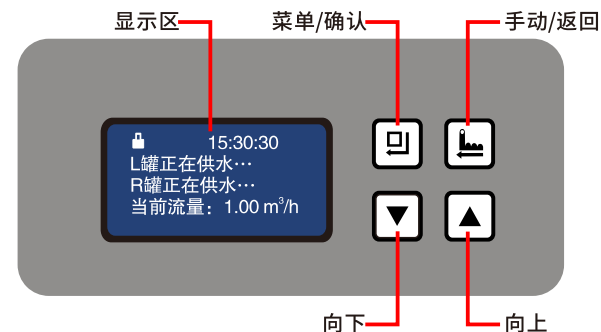 显示区 菜单/确认 手动/返回
15:30:30
L罐正在供水···
R罐正在供水···
当前流量：1.00 m³/h
向下 向上